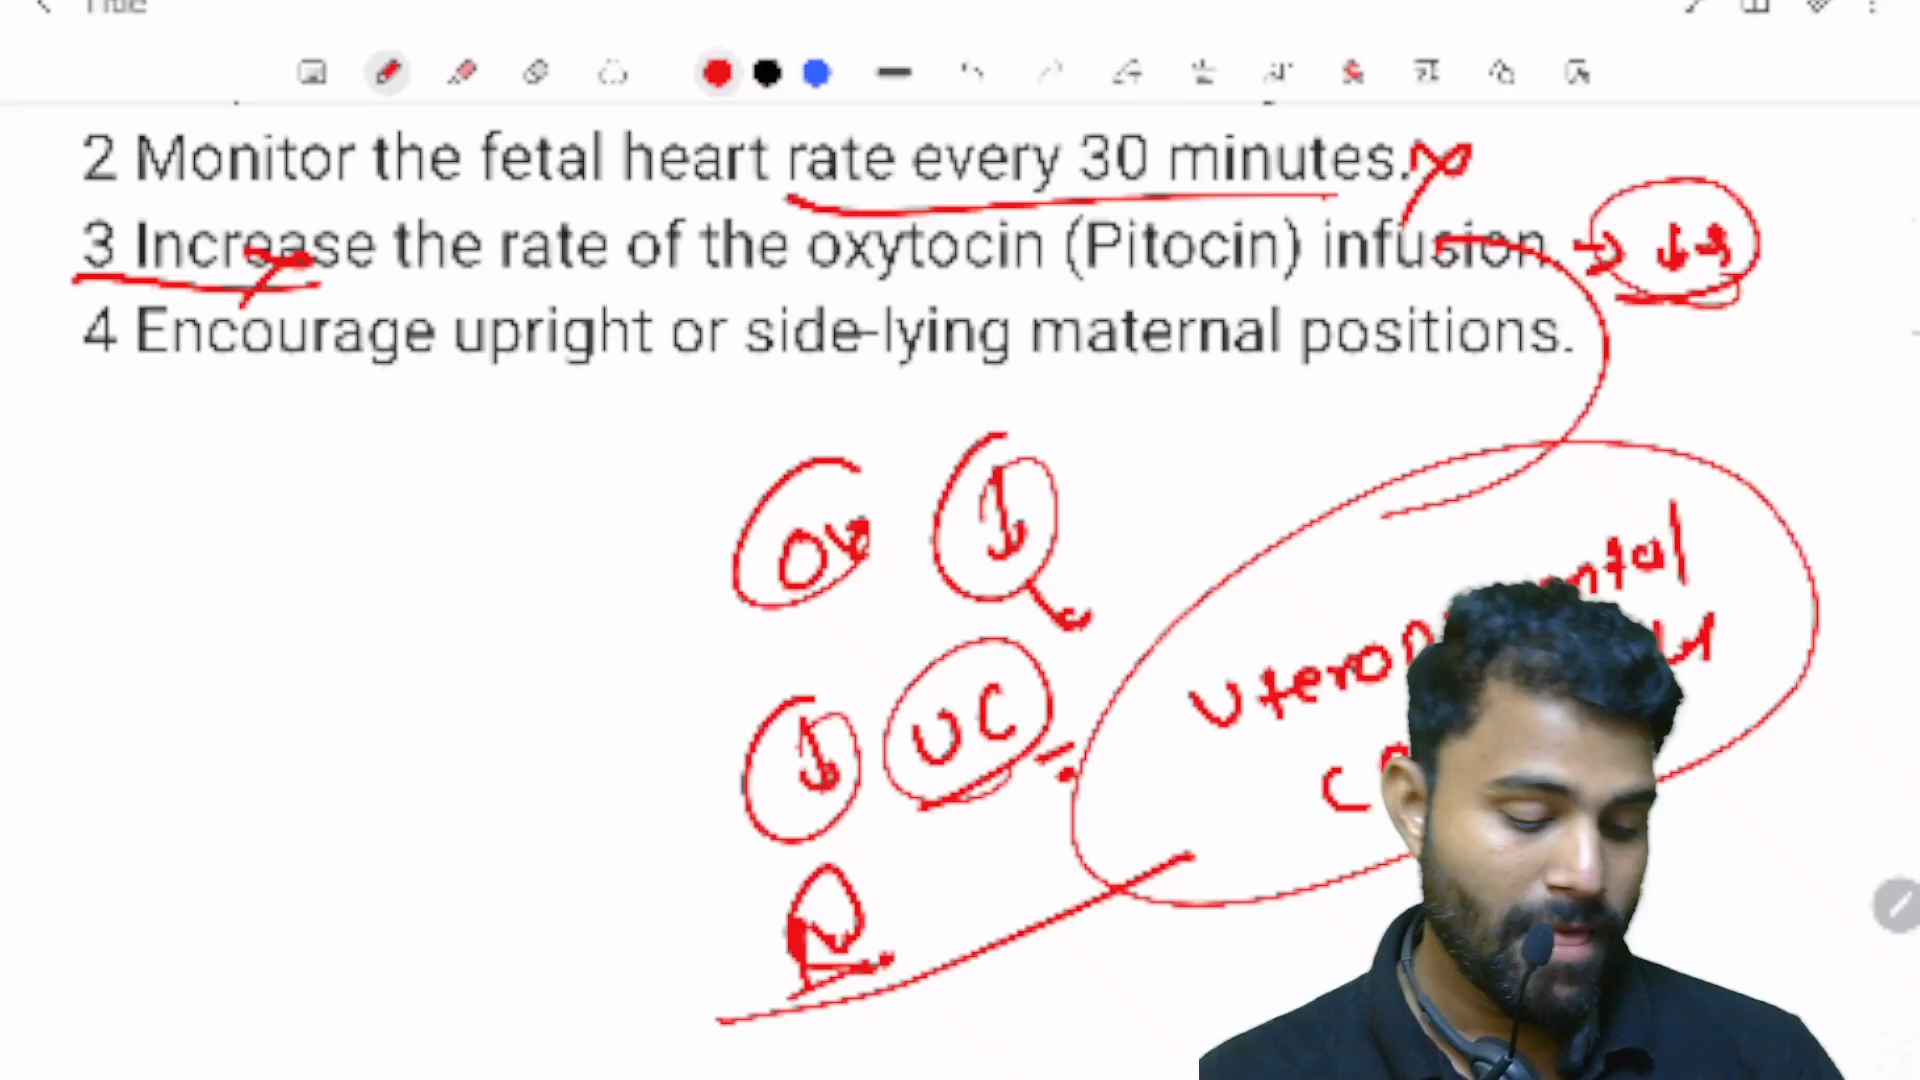 Title
2 Monitor the fetal heart rate every 30 minutes.
3 Increase the rate of the oxytocin (Pitocin) infusion.
4 Encourage upright or side-lying maternal positions.
UC